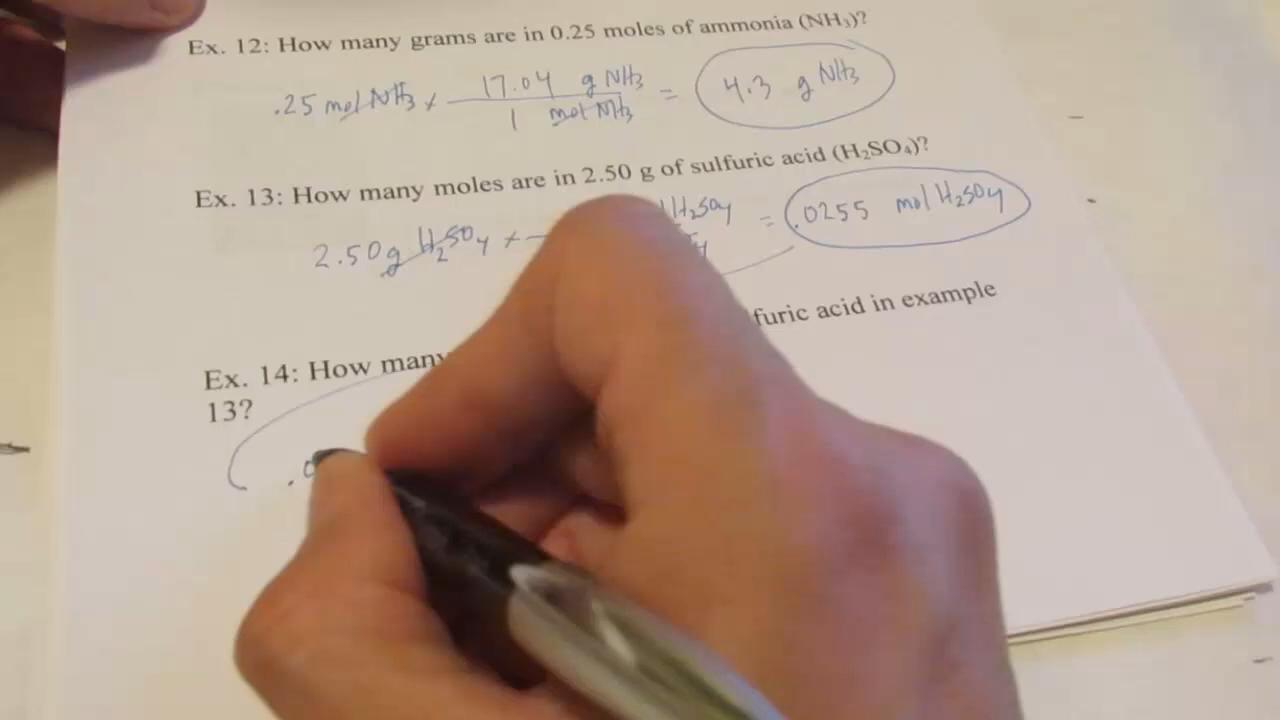 Ex. 12: How many grams are in 0.25 moles of ammonia (NH₃)?
.25 mol NH₃ × 17.04 g NH₃ = 4.3 g NH₃
1 mol NH₃
Ex. 13: How many moles are in 2.50 g of sulfuric acid (H₂SO₄)?
2.50 g H₂SO₄ × H₂SO₄ = .0255 mol H₂SO₄
Ex. 14: How many furic acid in example
13?
.0